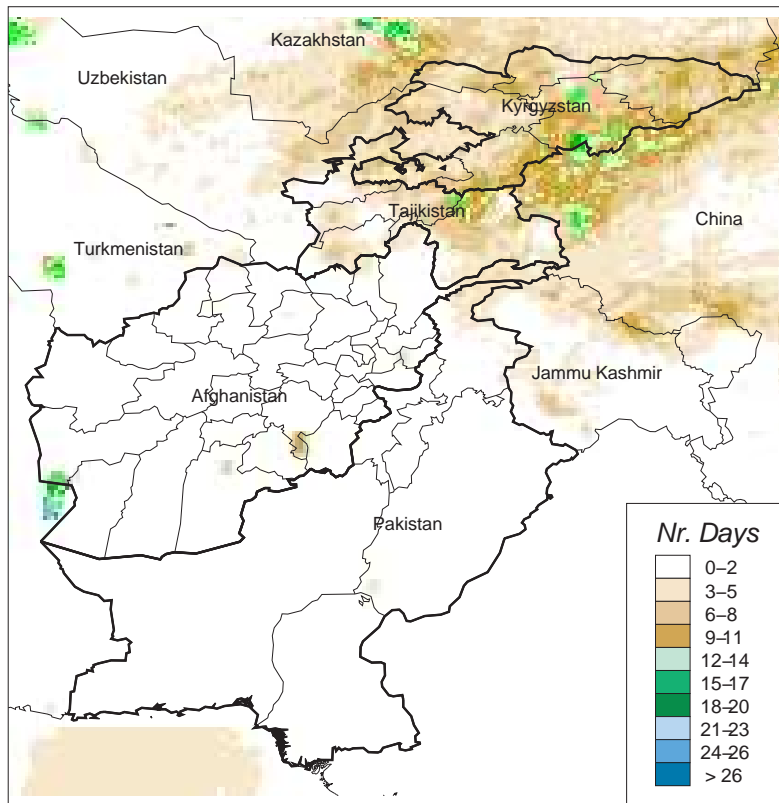 Kazakhstan
Uzbekistan
Kyrgyzstan
Tajikistan
China
Turkmenistan
Jammu Kashmir
Afghanistan
Pakistan
Nr. Days
0–2
3–5
6–8
9–11
12–14
15–17
18–20
21–23
24–26
> 26